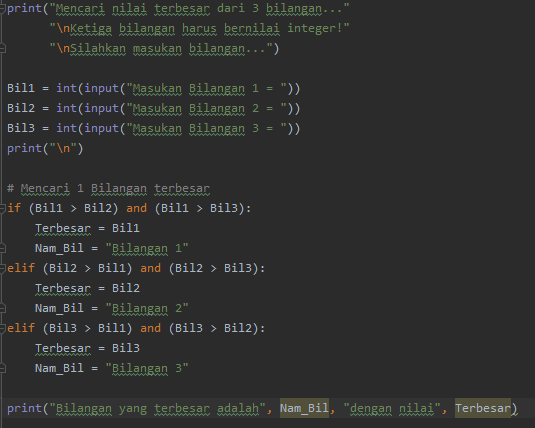 print("Mencari nilai terbesar dari 3 bilangan..."
      "\nKetiga bilangan harus bernilai integer!"
      "\nSilahkan masukan bilangan...")

Bil1 = int(input("Masukan Bilangan 1 = "))
Bil2 = int(input("Masukan Bilangan 2 = "))
Bil3 = int(input("Masukan Bilangan 3 = "))
print("\n")

# Mencari 1 Bilangan terbesar
if (Bil1 > Bil2) and (Bil1 > Bil3):
    Terbesar = Bil1
    Nam_Bil = "Bilangan 1"
elif (Bil2 > Bil1) and (Bil2 > Bil3):
    Terbesar = Bil2
    Nam_Bil = "Bilangan 2"
elif (Bil3 > Bil1) and (Bil3 > Bil2):
    Terbesar = Bil3
    Nam_Bil = "Bilangan 3"

print("Bilangan yang terbesar adalah", Nam_Bil, "dengan nilai", Terbesar)